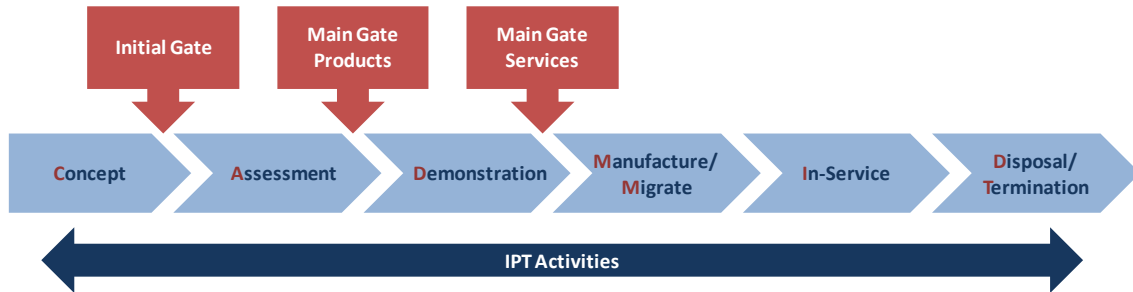 Initial Gate
Main Gate
Products
Main Gate
Services
Concept
Assessment
Demonstration
Manufacture/
Migrate
In-Service
Disposal/
Termination
IPT Activities